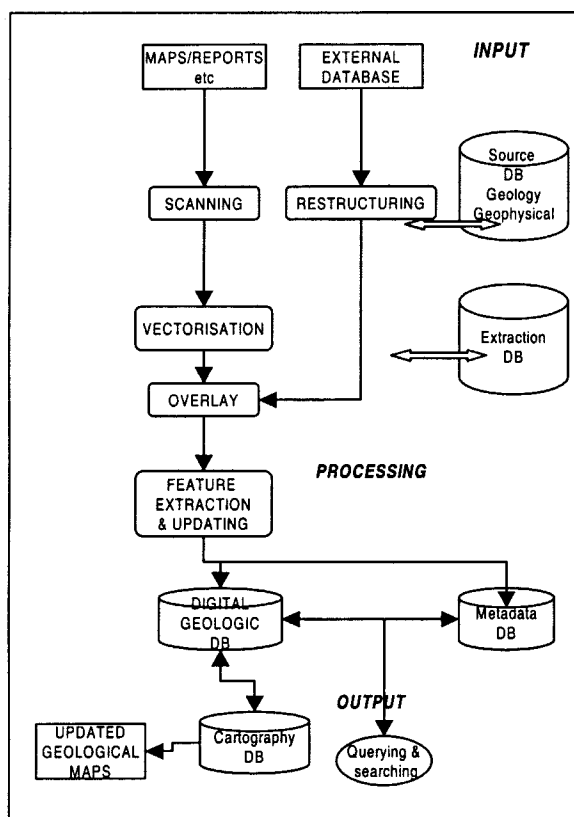 INPUT
MAPS/REPORTS
etc
EXTERNAL
DATABASE
Source
DB
Geology
Geophysical
SCANNING
RESTRUCTURING
VECTORISATION
Extraction
DB
OVERLAY
PROCESSING
FEATURE
EXTRACTION
& UPDATING
DIGITAL
GEOLOGIC
DB
Metadata
DB
OUTPUT
Cartography
DB
UPDATED
GEOLOGICAL
MAPS
Querying &
searching